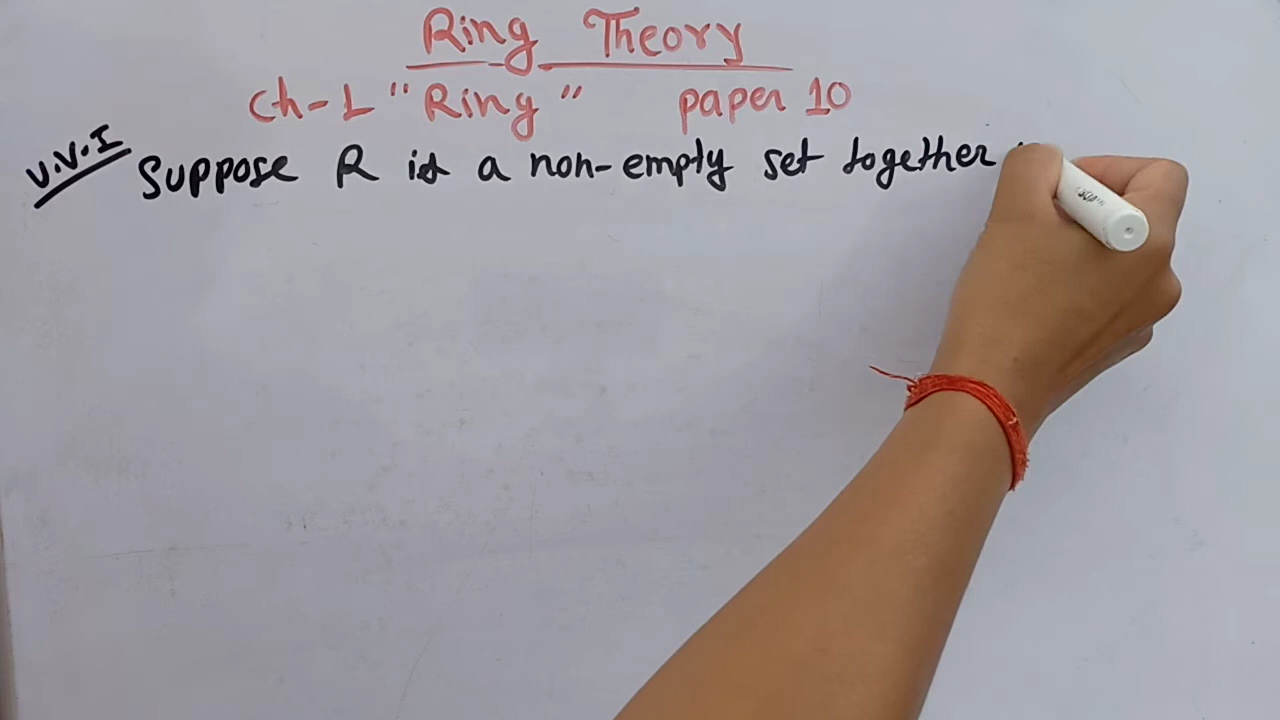 Ring Theory
Ch-1 "Ring" paper 10
V.V.I Suppose R is a non-empty set together